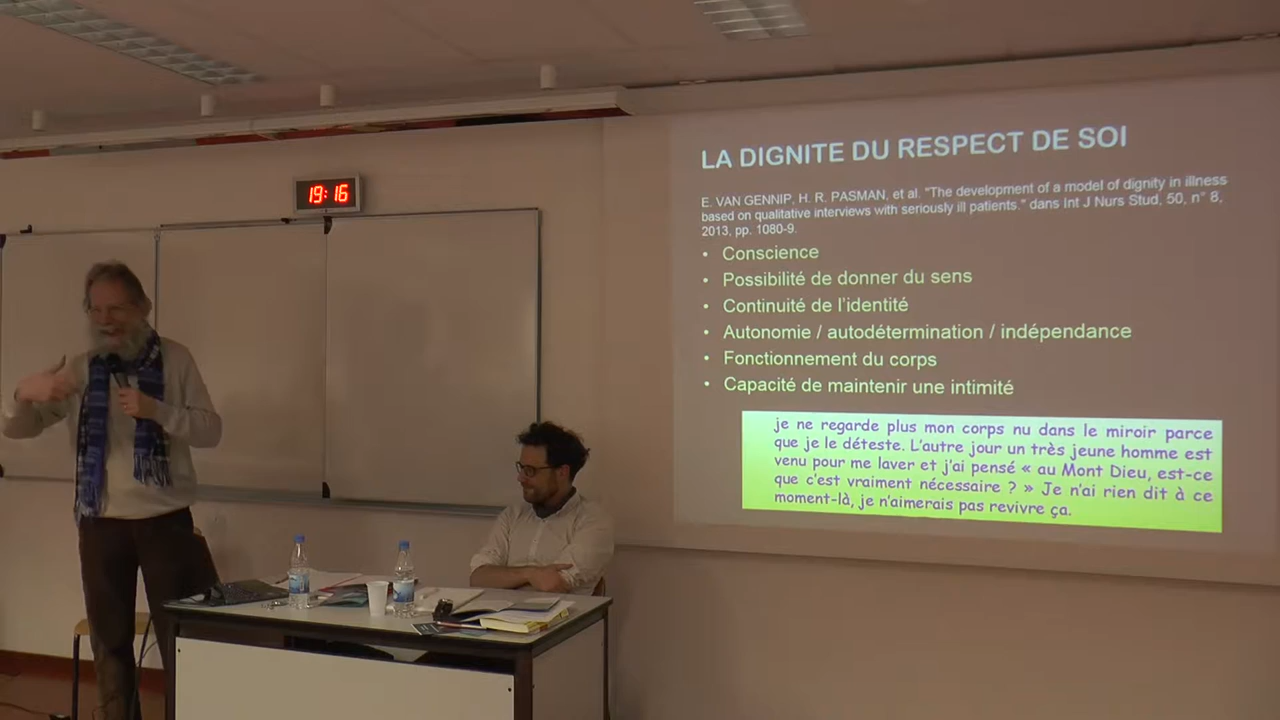 19:16
LA DIGNITE DU RESPECT DE SOI
E. VAN GENNIP, H. R. PASMAN, et al. "The development of a model of dignity in illness
based on qualitative interviews with seriously ill patients." dans Int J Nurs Stud, 50, n° 8,
2013, pp. 1080-9.
• Conscience
• Possibilité de donner du sens
• Continuité de l'identité
• Autonomie / autodétermination / indépendance
• Fonctionnement du corps
• Capacité de maintenir une intimité
je ne regarde plus mon corps nu dans le miroir parce
que je le déteste. L'autre jour un très jeune homme est
venu pour me laver et j'ai pensé « au Mont Dieu, est-ce
que c'est vraiment nécessaire ? » Je n'ai rien dit à ce
moment-là, je n'aimerais pas revivre ça.